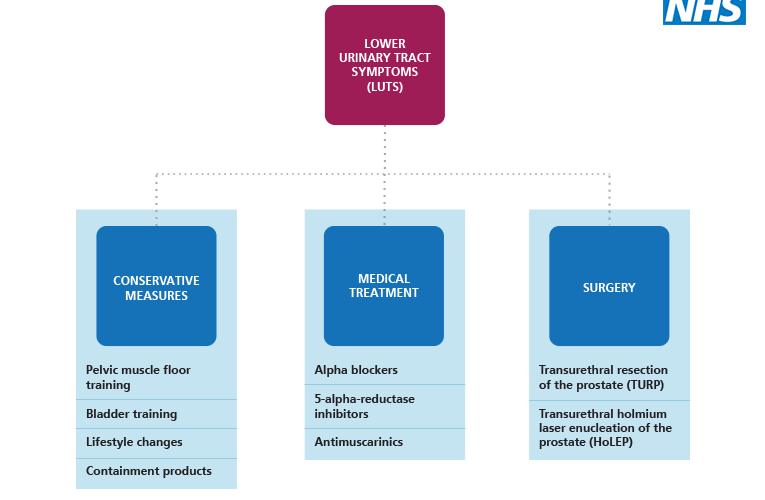 NHS
LOWER
URINARY TRACT
SYMPTOMS
(LUTS)
CONSERVATIVE
MEASURES
Pelvic muscle floor
training
Bladder training
Lifestyle changes
Containment products
MEDICAL
TREATMENT
Alpha blockers
5-alpha-reductase
inhibitors
Antimuscarinics
SURGERY
Transurethral resection
of the prostate (TURP)
Transurethral holmium
laser enucleation of the
prostate (HoLEP)